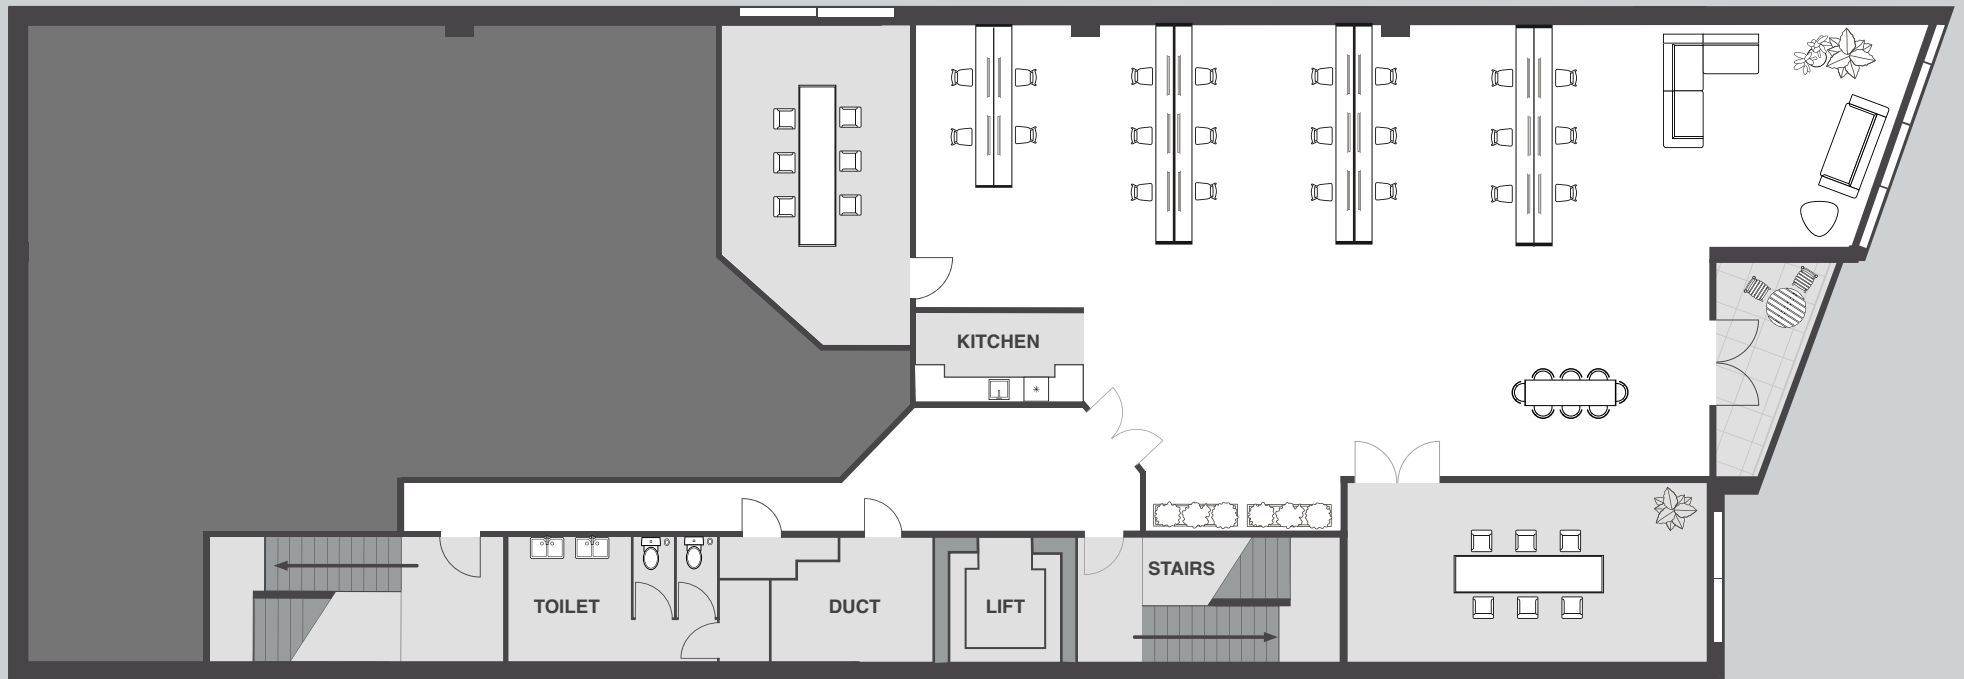 KITCHEN
STAIRS
TOILET
DUCT
LIFT